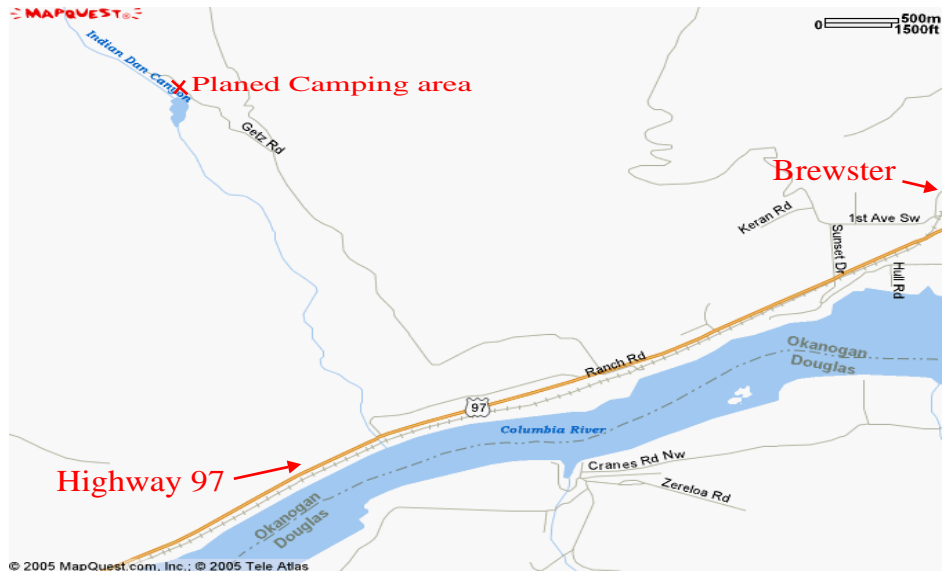 MAPQUEST
0 500m
1500ft
Indian Dan Canyon
Planed Camping area
Getz Rd
Brewster
Keran Rd
1st Ave Sw
Sunset Dr
Hull Rd
Okanogan
Douglas
Ranch Rd
97
Columbia River
Cranes Rd Nw
Highway 97
Zereloa Rd
Okanogan
Douglas
© 2005 MapQuest.com, Inc.; © 2005 Tele Atlas